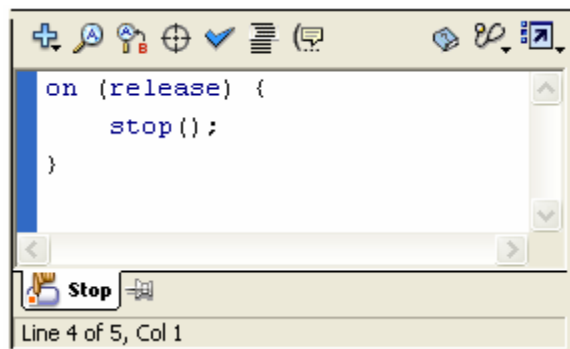 on (release) {
    stop();
}
Stop
Line 4 of 5, Col 1